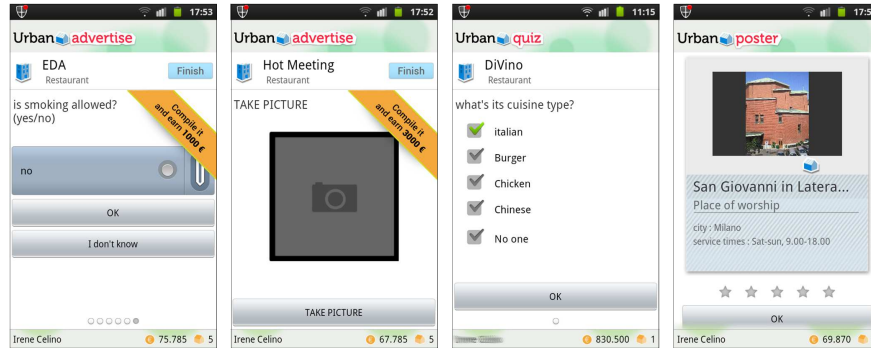 17:53
Urban advertise
EDA
Restaurant
Finish
is smoking allowed?
(yes/no)
Compile it
and earn 1000 €
no
OK
I don't know
Irene Celino
75.785
5
17:52
Urban advertise
Hot Meeting
Restaurant
Finish
TAKE PICTURE
Compile it
and earn 3000 €
TAKE PICTURE
Irene Celino
67.785
5
11:15
Urban quiz
DiVino
Restaurant
what's its cuisine type?
italian
Burger
Chicken
Chinese
No one
OK
830.500
1
17:5
Urban poster
San Giovanni in Latera...
Place of worship
city : Milano
service times : Sat-sun, 9.00-18.00
OK
Irene Celino
69.870